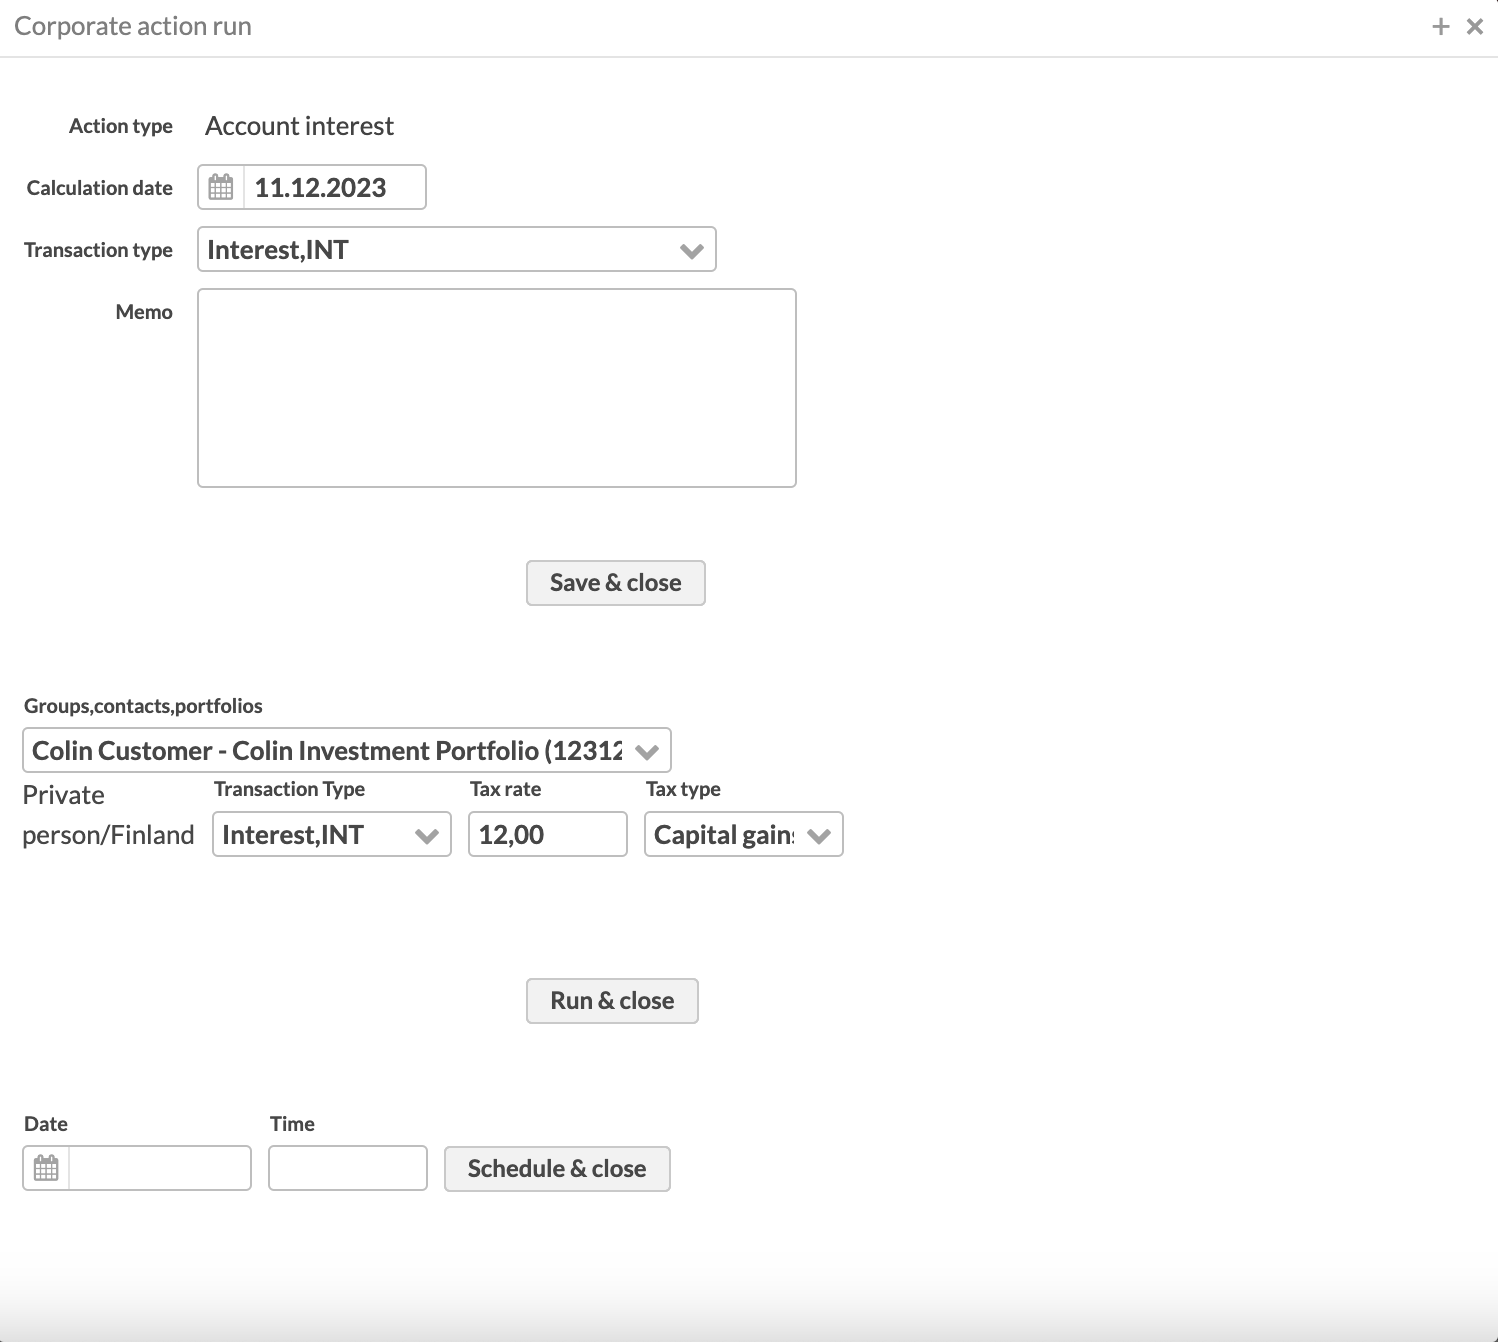 Corporate action run
Action type Account interest
Calculation date 11.12.2023
Transaction type Interest,INT
Memo
Save & close
Groups,contacts,portfolios
Colin Customer - Colin Investment Portfolio (12312
Private
person/Finland
Transaction Type Tax rate Tax type
Interest,INT 12,00 Capital gain
Run & close
Date Time
Schedule & close